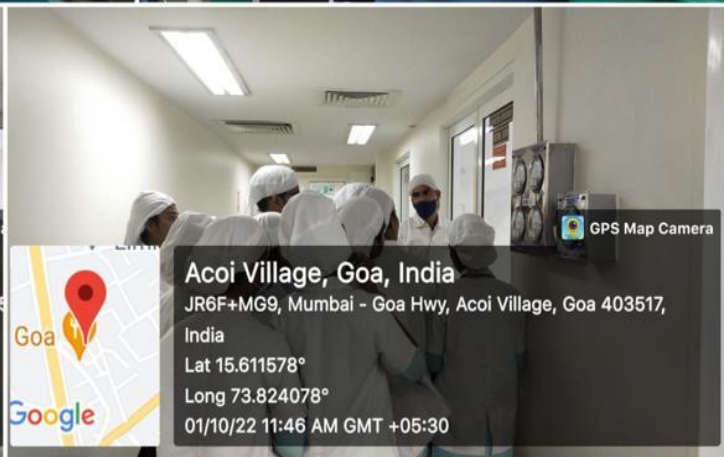 GPS Map Camera
Acoi Village, Goa, India
JR6F+MG9, Mumbai - Goa Hwy, Acoi Village, Goa 403517,
India
Lat 15.611578°
Long 73.824078°
01/10/22 11:46 AM GMT +05:30
Goa
Google